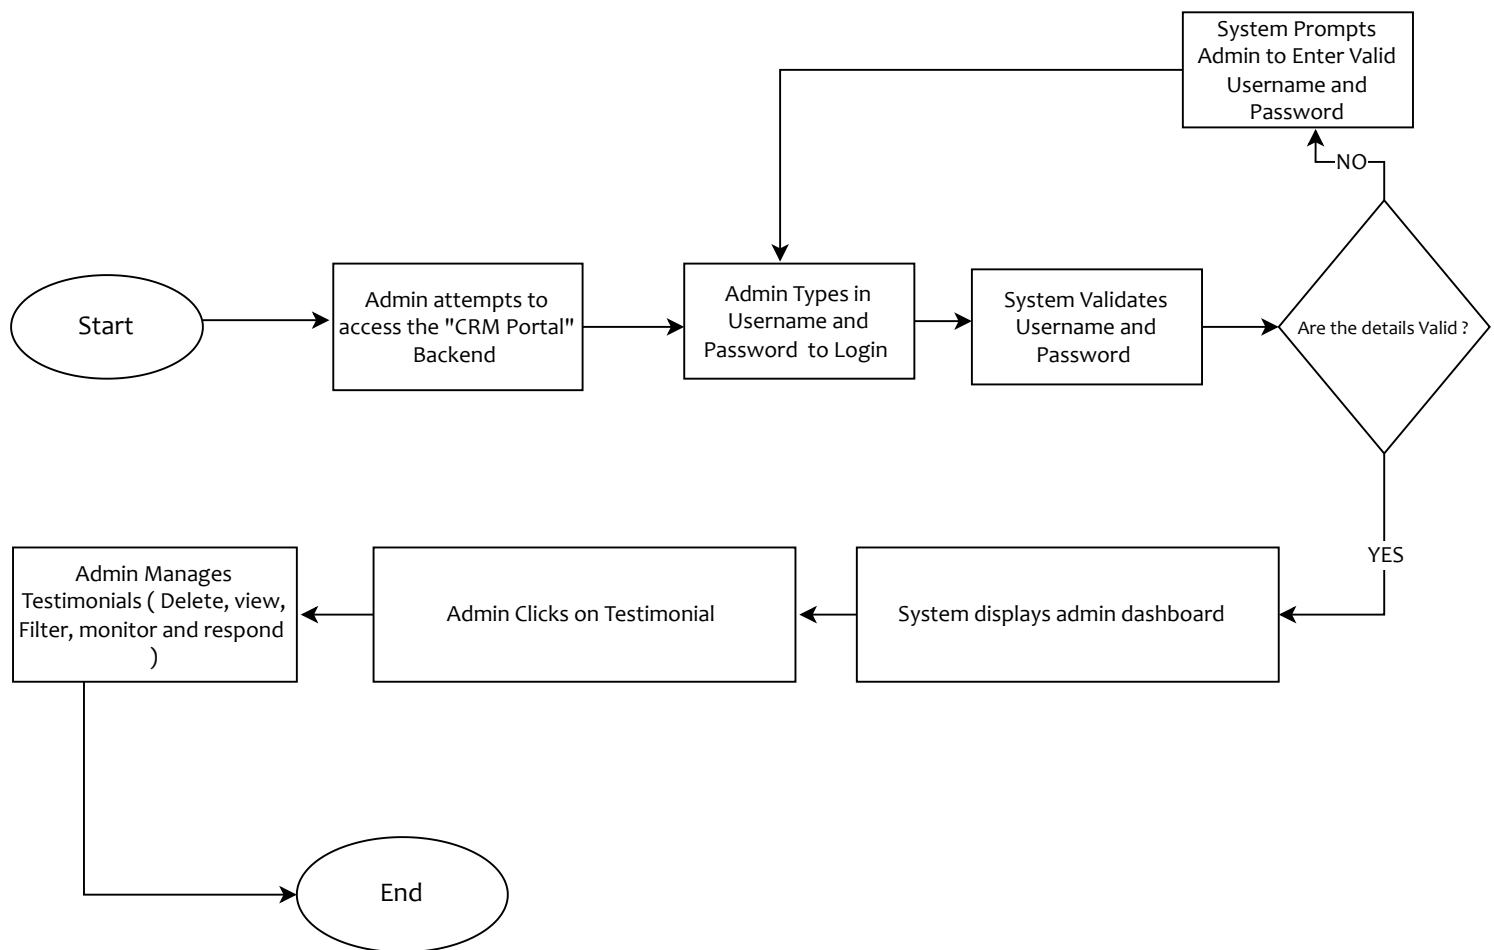 System Prompts
Admin to Enter Valid
Username and
Password
NO
Start
Admin attempts to
access the "CRM Portal"
Backend
Admin Types in
Username and
Password to Login
System Validates
Username and
Password
Are the details Valid ?
YES
Admin Manages
Testimonials ( Delete, view,
Filter, monitor and respond
)
Admin Clicks on Testimonial
System displays admin dashboard
End